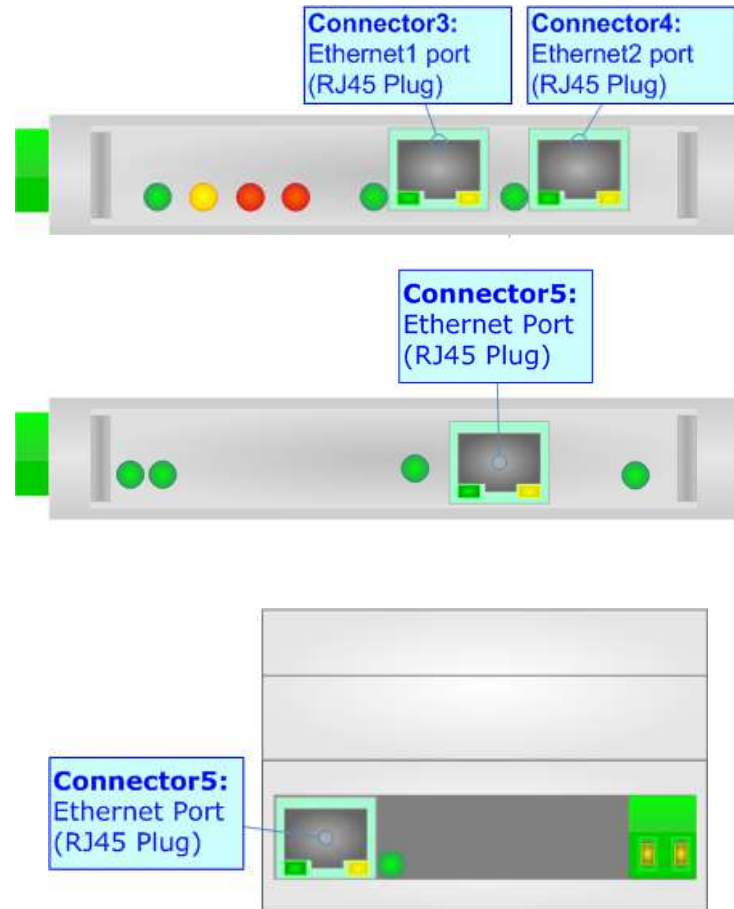 Connector3:
Ethernet1 port
(RJ45 Plug)
Connector4:
Ethernet2 port
(RJ45 Plug)
Connector5:
Ethernet Port
(RJ45 Plug)
Connector5:
Ethernet Port
(RJ45 Plug)